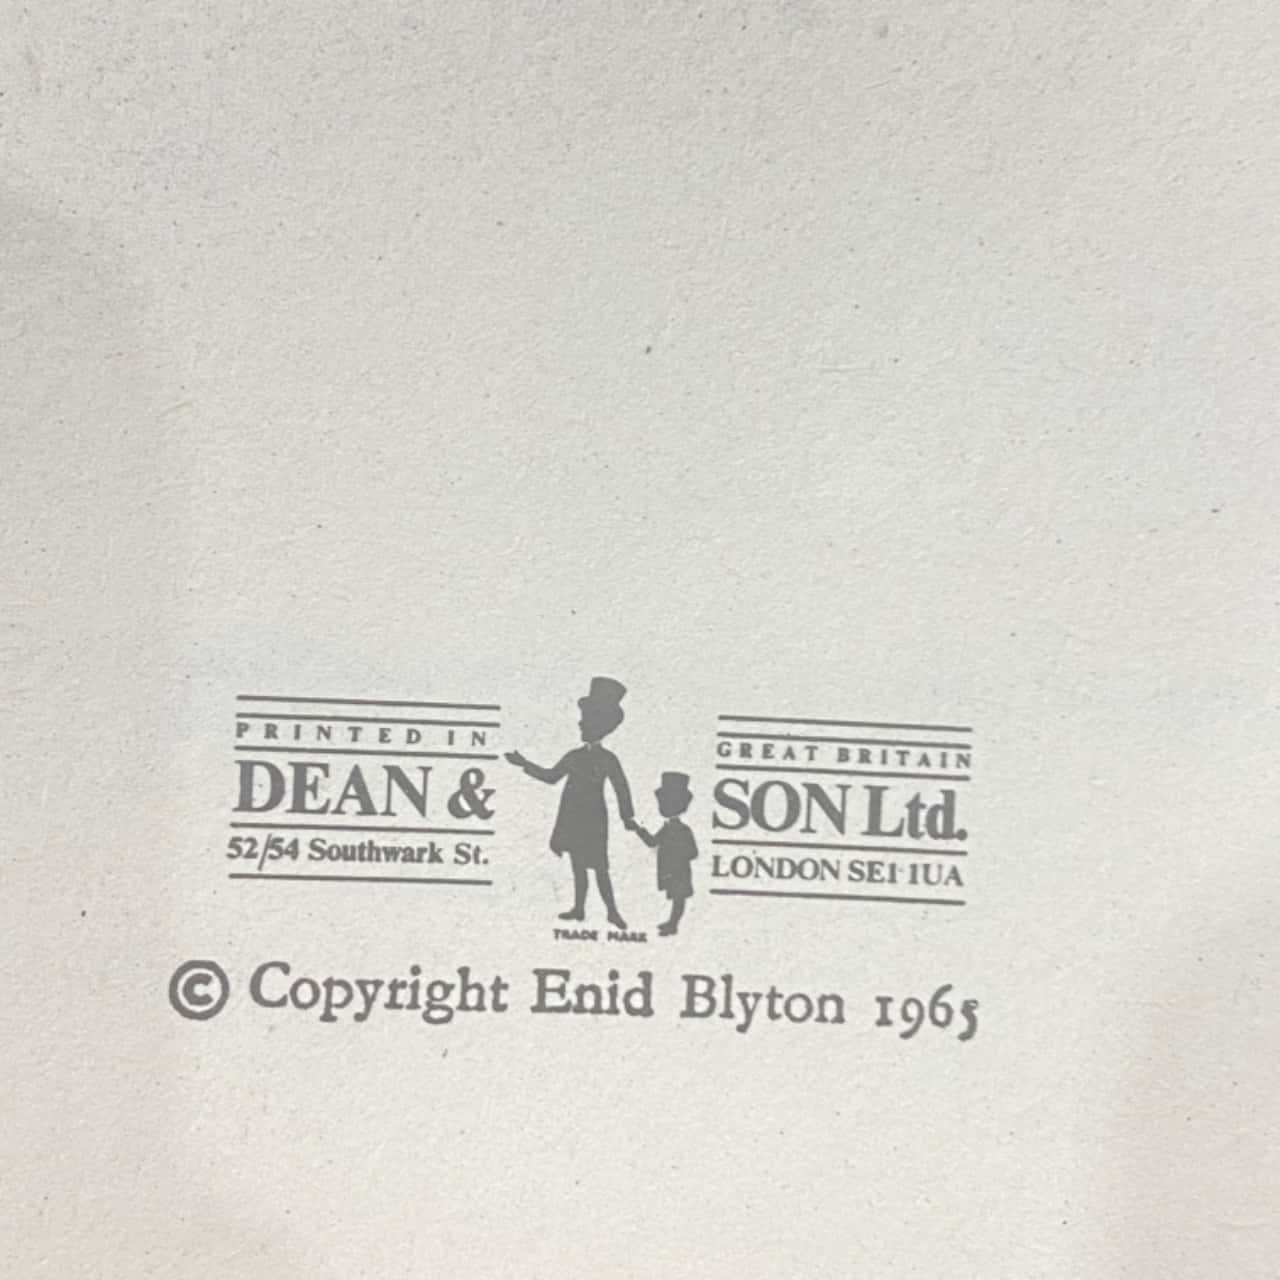 PRINTED IN GREAT BRITAIN
DEAN & SON Ltd.
52/54 Southwark St. LONDON SE1 1UA
TRADE MARK
© Copyright Enid Blyton 1965